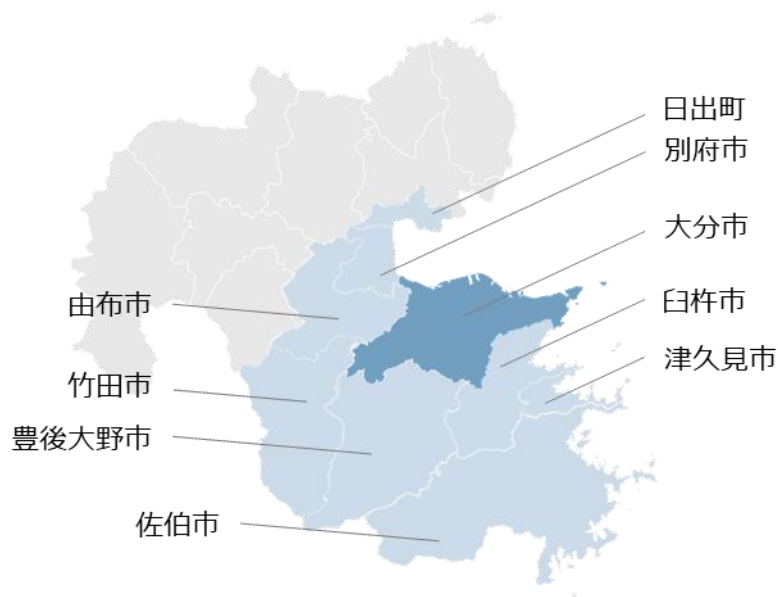 日出町
別府市
大分市
臼杵市
津久見市
由布市
竹田市
豊後大野市
佐伯市